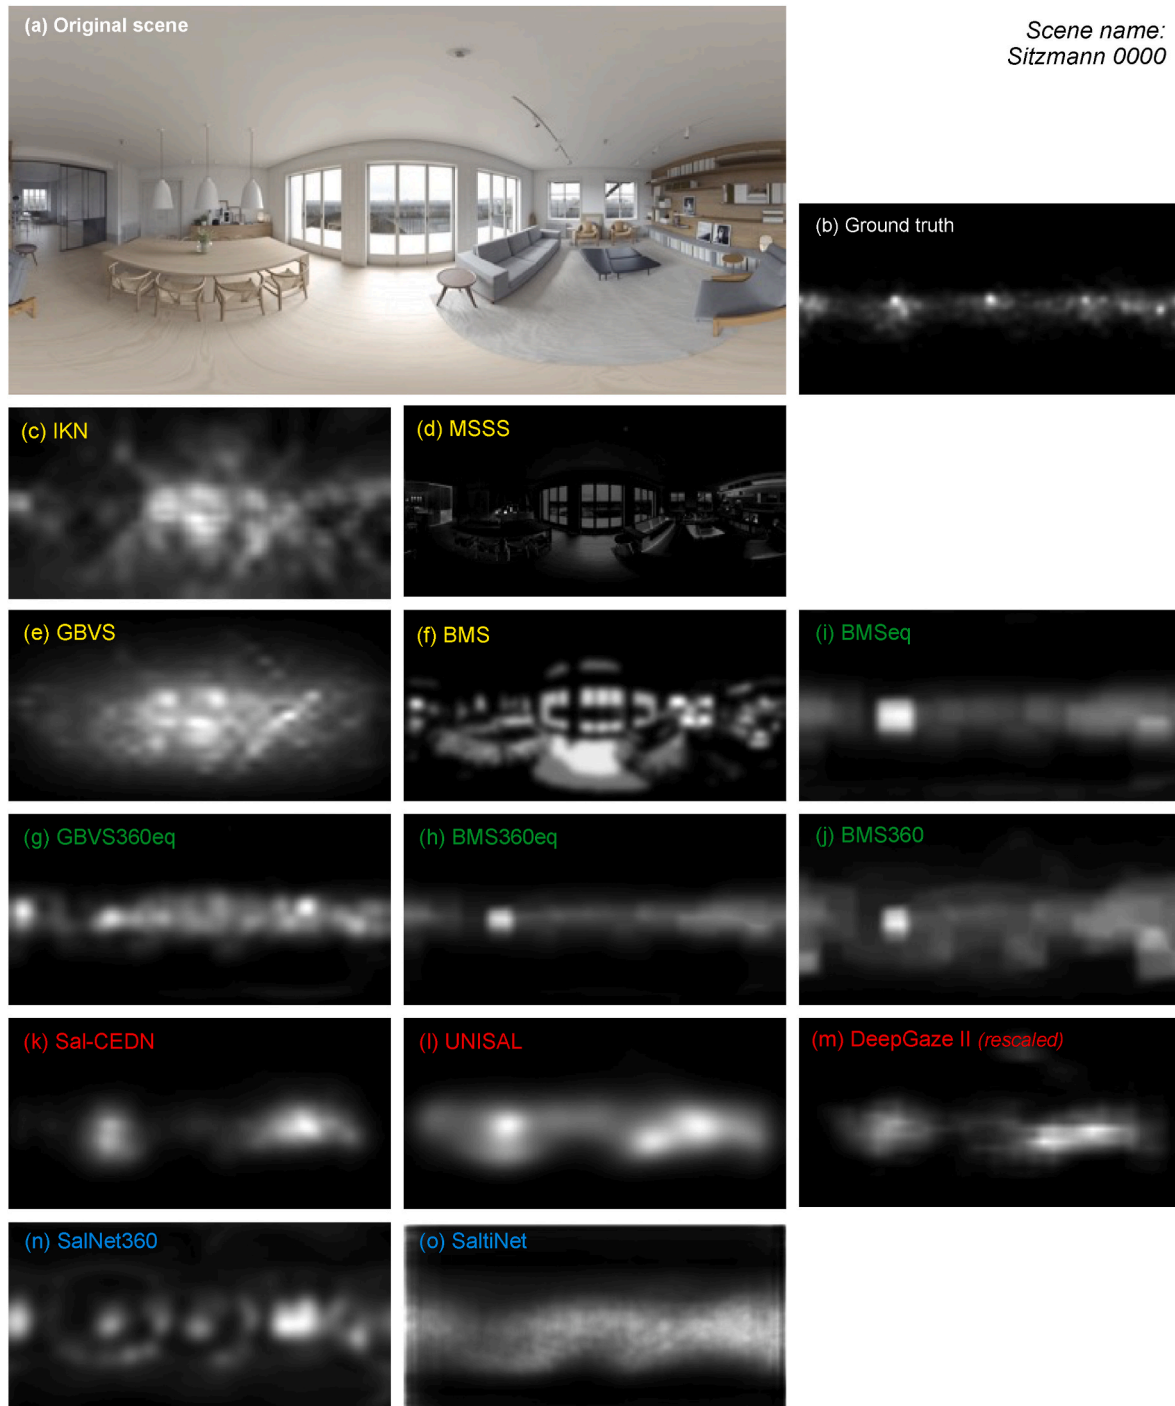 (a) Original scene
Scene name:
Sitzmann 0000
(b) Ground truth
(c) IKN
(d) MSSS
(e) GBVS
(f) BMS
(i) BMSeq
(g) GBVS360eq
(h) BMS360eq
(j) BMS360
(k) Sal-CEDN
(l) UNISAL
(m) DeepGaze II (rescaled)
(n) SalNet360
(o) SaltiNet